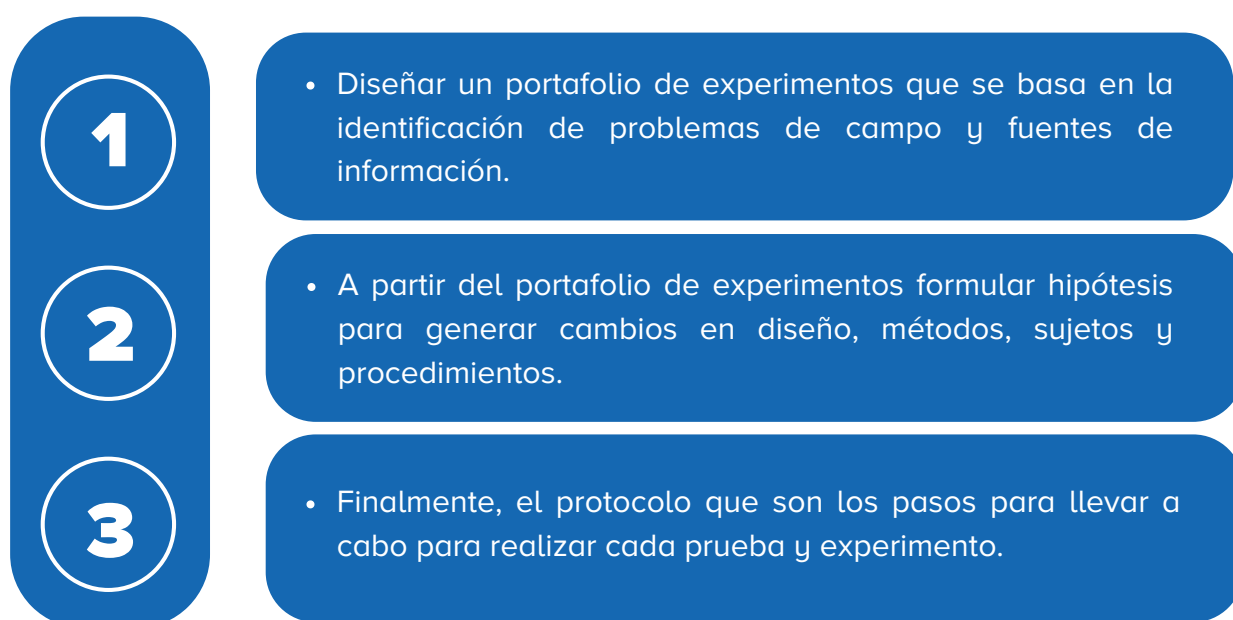 1
• Diseñar un portafolio de experimentos que se basa en la
identificación de problemas de campo y fuentes de
información.
2
• A partir del portafolio de experimentos formular hipótesis
para generar cambios en diseño, métodos, sujetos y
procedimientos.
3
• Finalmente, el protocolo que son los pasos para llevar a
cabo para realizar cada prueba y experimento.